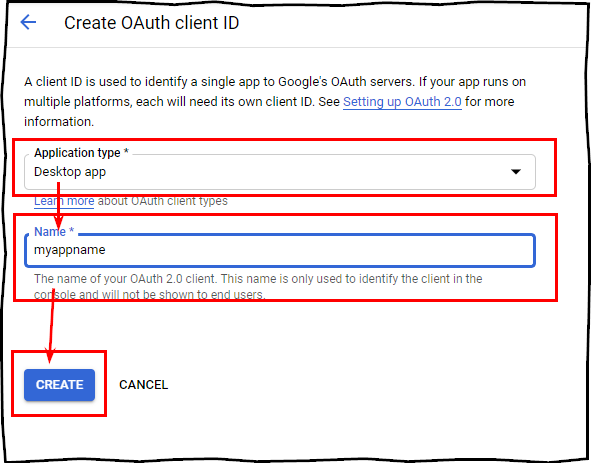 Create OAuth client ID
A client ID is used to identify a single app to Google's OAuth servers. If your app runs on
multiple platforms, each will need its own client ID. See Setting up OAuth 2.0 for more
information.
Application type *
Desktop app
Learn more about OAuth client types
Name *
myappname
The name of your OAuth 2.0 client. This name is only used to identify the client in the
console and will not be shown to end users.
CREATE CANCEL